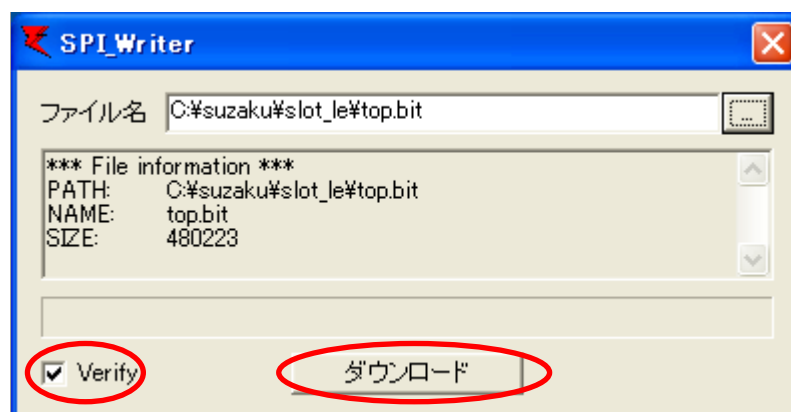 SPI_Writer
ファイル名 C:¥suzaku¥slot_le¥top.bit ...
*** File information ***
PATH: C:¥suzaku¥slot_le¥top.bit
NAME: top.bit
SIZE: 480223
Verify ダウンロード